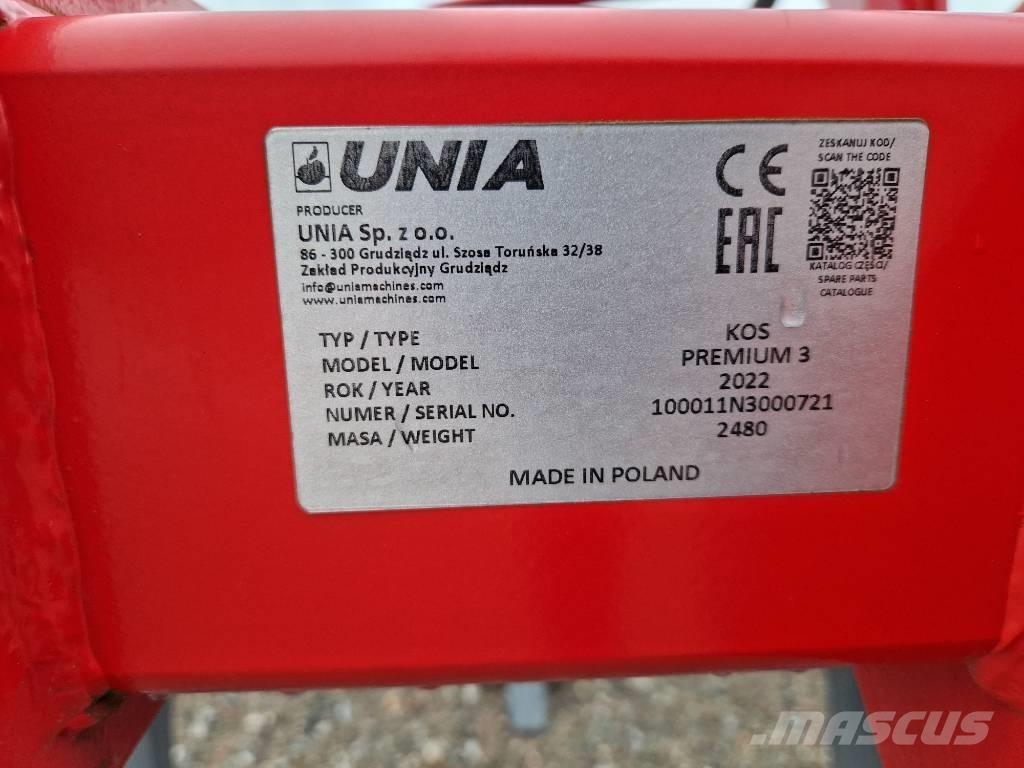 UNIA
PRODUCER
UNIA Sp. z o.o.
86 - 300 Grudziądz ul. Szosa Toruńska 32/38
Zakład Produkcyjny Grudziądz
info@uniamachines.com
www.uniamachines.com
CE
EAC
ZESKANUJ KOD/
SCAN THE CODE
KATALOG CZĘŚCI/
SPARE PARTS
CATALOGUE
TYP / TYPE KOS
MODEL / MODEL PREMIUM 3
ROK / YEAR 2022
NUMER / SERIAL NO. 100011N3000721
MASA / WEIGHT 2480
MADE IN POLAND
MASCUS